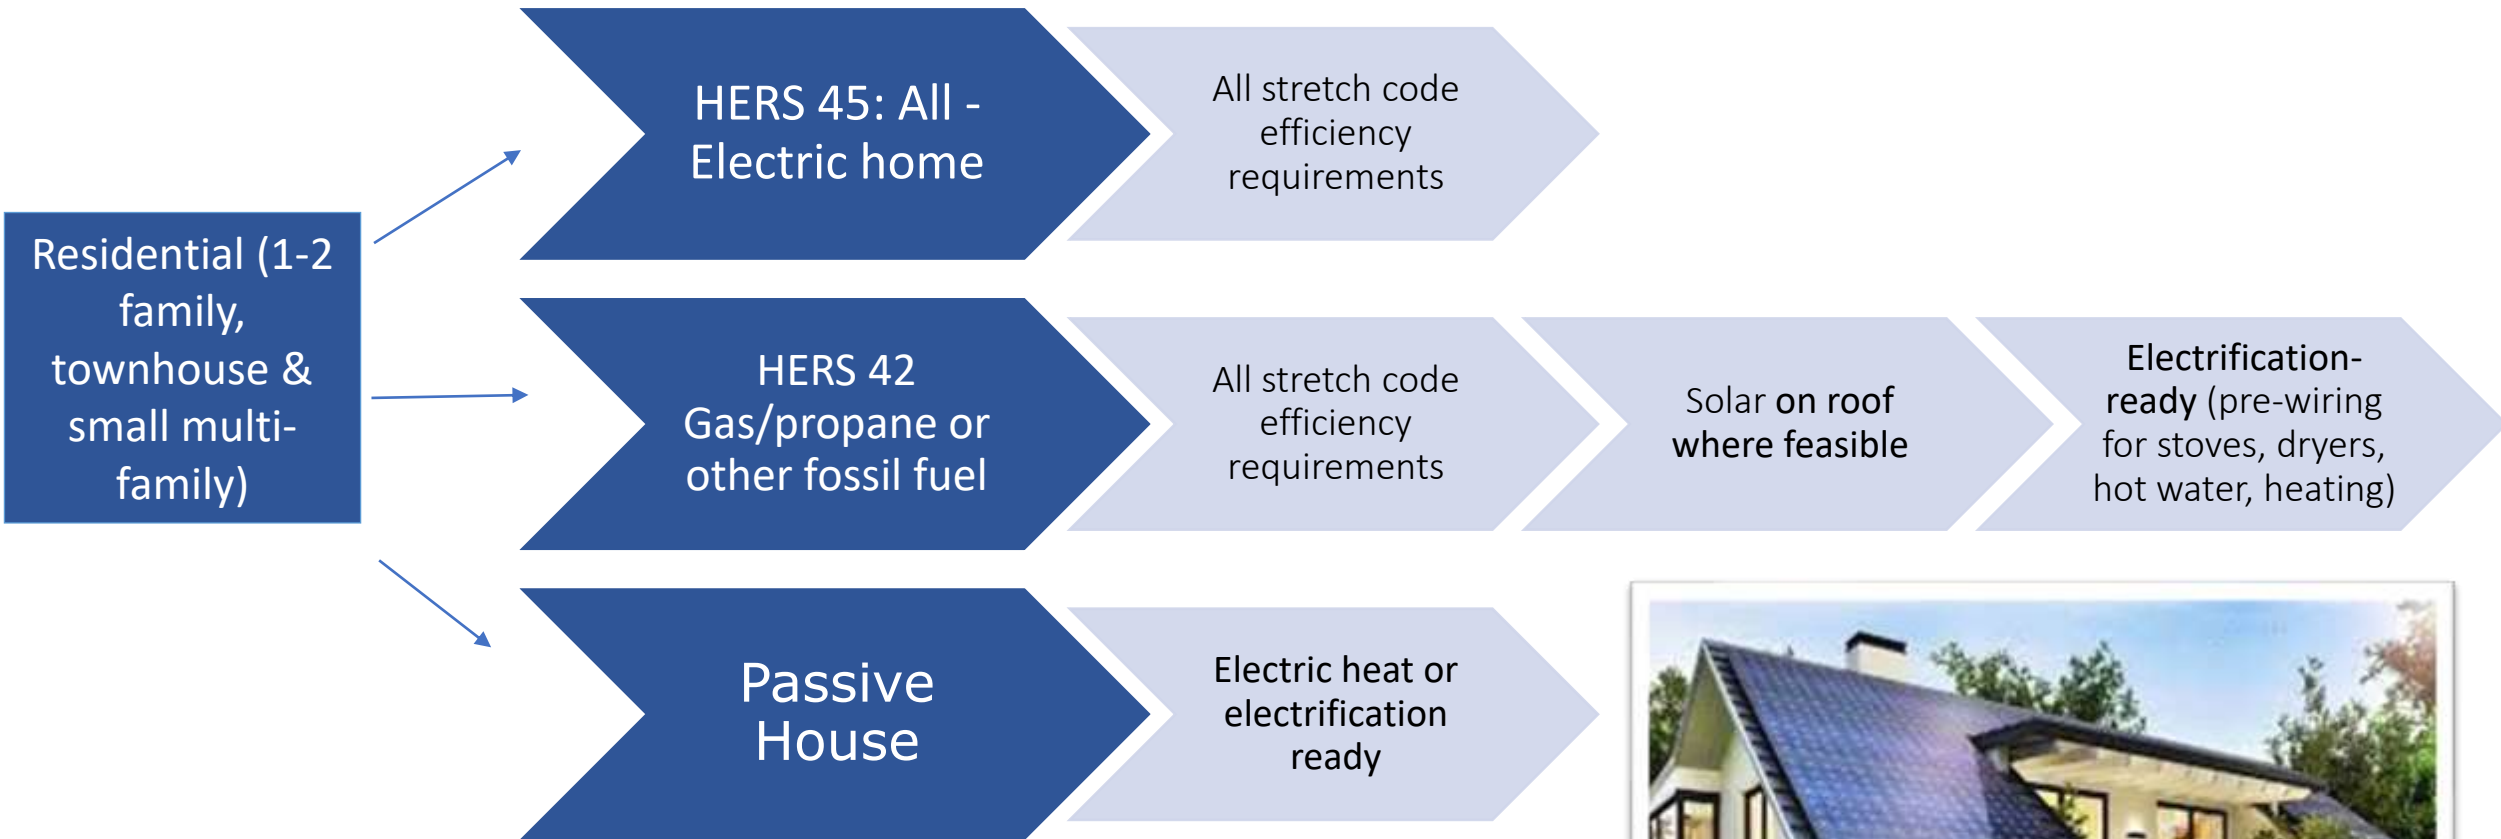 Residential (1-2
family,
townhouse &
small multi-
family)
HERS 45: All -
Electric home
All stretch code
efficiency
requirements
HERS 42
Gas/propane or
other fossil fuel
All stretch code
efficiency
requirements
Solar on roof
where feasible
Electrification-
ready (pre-wiring
for stoves, dryers,
hot water, heating)
Passive
House
Electric heat or
electrification
ready